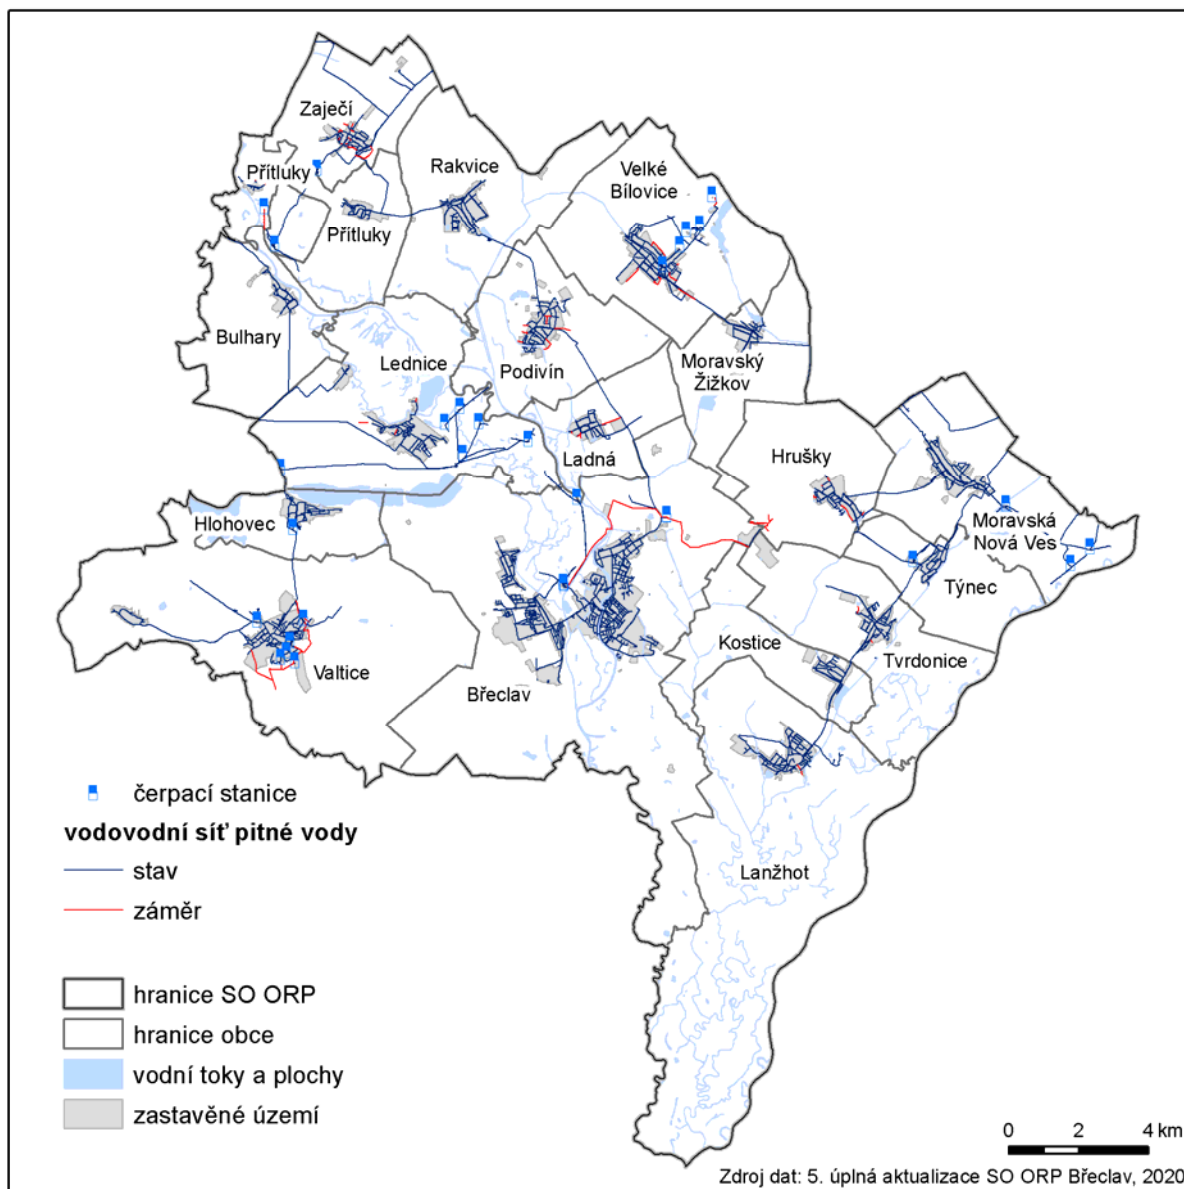 Zaječí
Přítluky
Rakvice
Velké
Bílovice
Přítluky
Bulhary
Lednice
Podivín
Moravský
Žižkov
Ladná
Hrušky
Hlohovec
Moravská
Nová Ves
Týnec
Kostice
Tvrdonice
Valtice
Břeclav
Lanžhot
čerpací stanice
vodovodní síť pitné vody
stav
záměr
hranice SO ORP
hranice obce
vodní toky a plochy
zastavěné území
0 2 4 km
Zdroj dat: 5. úplná aktualizace SO ORP Břeclav, 2020